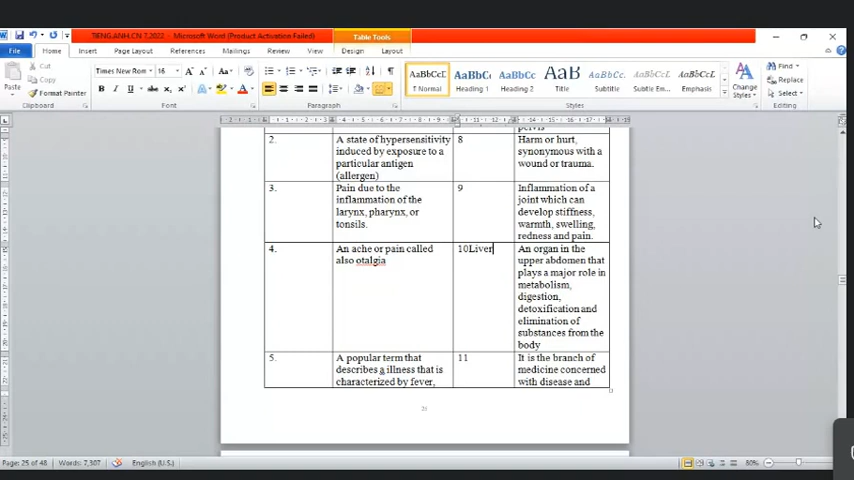 TIENG.ANH.CN 7,2022 - Microsoft Word (Product Activation Failed)
Table Tools
File Home Insert Page Layout References Mailings Review View Design Layout
Paste
Cut
Copy
Format Painter
Clipboard
Times New Rom 16
Font
Paragraph
AaBbCcI AaBbC AaBbCc AaB AaBbCc. AaBbCcL AaBbCcL
¶ Normal Heading 1 Heading 2 Title Subtitle Subtle Em... Emphasis
Change Styles
Styles
Find
Replace
Select
Editing
pelvis
2. A state of hypersensitivity
induced by exposure to a
particular antigen
(allergen)
8 Harm or hurt,
synonymous with a
wound or trauma.
3. Pain due to the
inflammation of the
larynx, pharynx, or
tonsils.
9 Inflammation of a
joint which can
develop stiffness,
warmth, swelling,
redness and pain.
4. An ache or pain called
also otalgia
10Liver An organ in the
upper abdomen that
plays a major role in
metabolism,
digestion,
detoxification and
elimination of
substances from the
body
5. A popular term that
describes a illness that is
characterized by fever,
11 It is the branch of
medicine concerned
with disease and
Page: 25 of 48 Words: 7,307 English (U.S.) 80%